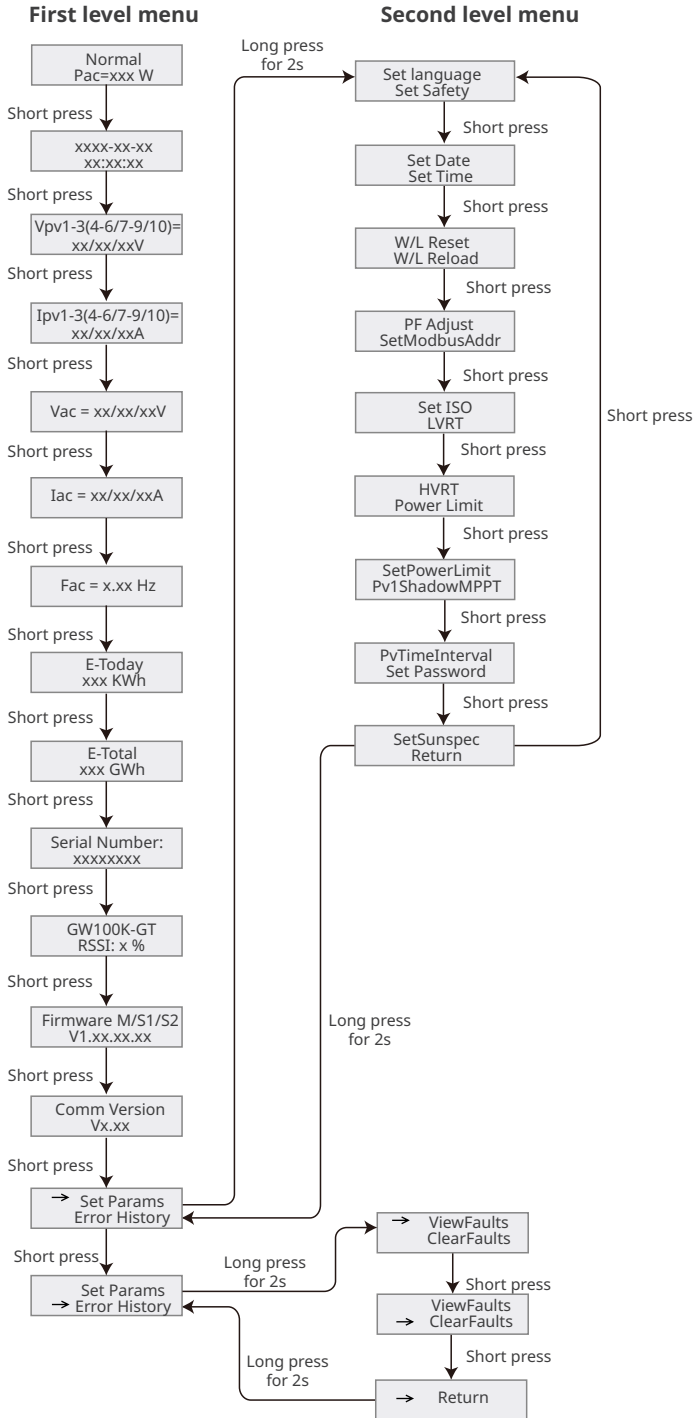 First level menu
Normal
Pac=xxx W
Short press
xxxx-xx-xx
xx:xx:xx
Short press
Vpv1-3(4-6/7-9/10)=
xx/xx/xxV
Short press
Ipv1-3(4-6/7-9/10)=
xx/xx/xxA
Short press
Vac = xx/xx/xxV
Short press
Iac = xx/xx/xxA
Short press
Fac = x.xx Hz
Short press
E-Today
xxx KWh
Short press
E-Total
xxx GWh
Short press
Serial Number:
xxxxxxxx
Short press
GW100K-GT
RSSI: x %
Short press
Firmware M/S1/S2
V1.xx.xx.xx
Short press
Comm Version
Vx.xx
Short press
→ Set Params
Error History
Short press
Set Params
→ Error History
Second level menu
Long press
for 2s
Set language
Set Safety
Short press
Set Date
Set Time
Short press
W/L Reset
W/L Reload
Short press
PF Adjust
SetModbusAddr
Short press
Set ISO
LVRT
Short press
HVRT
Power Limit
Short press
SetPowerLimit
Pv1ShadowMPPT
Short press
PvTimeInterval
Set Password
Short press
SetSunspec
Return
Short press
Long press
for 2s
Long press
for 2s
→ ViewFaults
ClearFaults
Short press
ViewFaults
→ ClearFaults
Short press
→ Return
Long press
for 2s